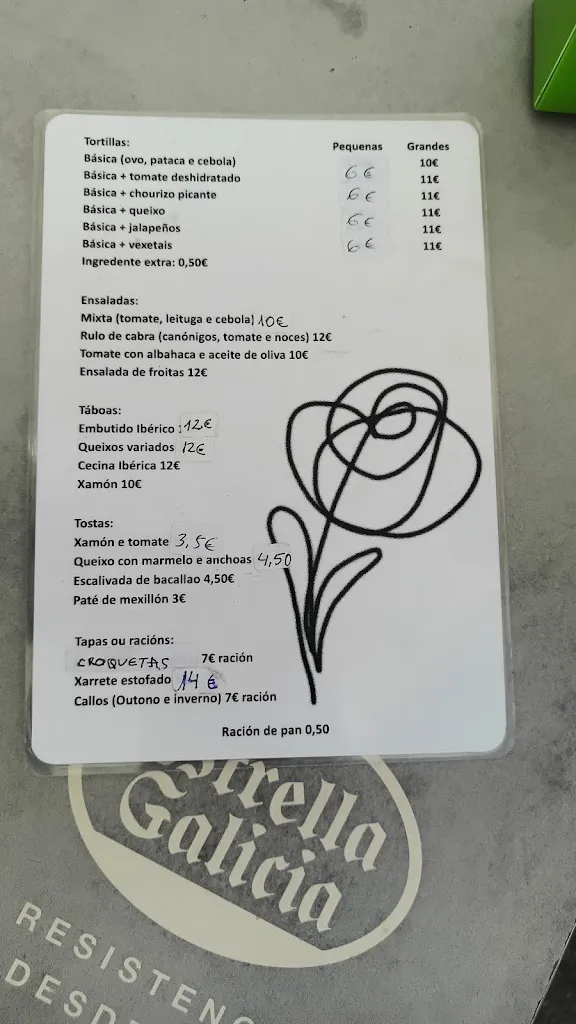 Tortillas: Pequenas Grandes
Básica (ovo, pataca e cebola) 10€
Básica + tomate deshidratado 6€ 11€
Básica + chourizo picante 6€ 11€
Básica + queixo 11€
Básica + jalapeños 6€ 11€
Básica + vexetais 6€ 11€
Ingrediente extra: 0,50€
Ensaladas:
Mixta (tomate, leituga e cebola) 10€
Rulo de cabra (canónigos, tomate e noces) 12€
Tomate con albahaca e aceite de oliva 10€
Ensalada de froitas 12€
Táboas:
Embutido Ibérico : 12€
Queixos variados 12€
Cecina Ibérica 12€
Xamón 10€
Tostas:
Xamón e tomate 3,5€
Queixo con marmelo e anchoas 4,50
Escalivada de bacallao 4,50€
Paté de mexillón 3€
Tapas ou racións:
CROQUETAS 7€ ración
Xarrete estofado 14 €
Callos (Outono e inverno) 7€ ración
Ración de pan 0,50
Galicia